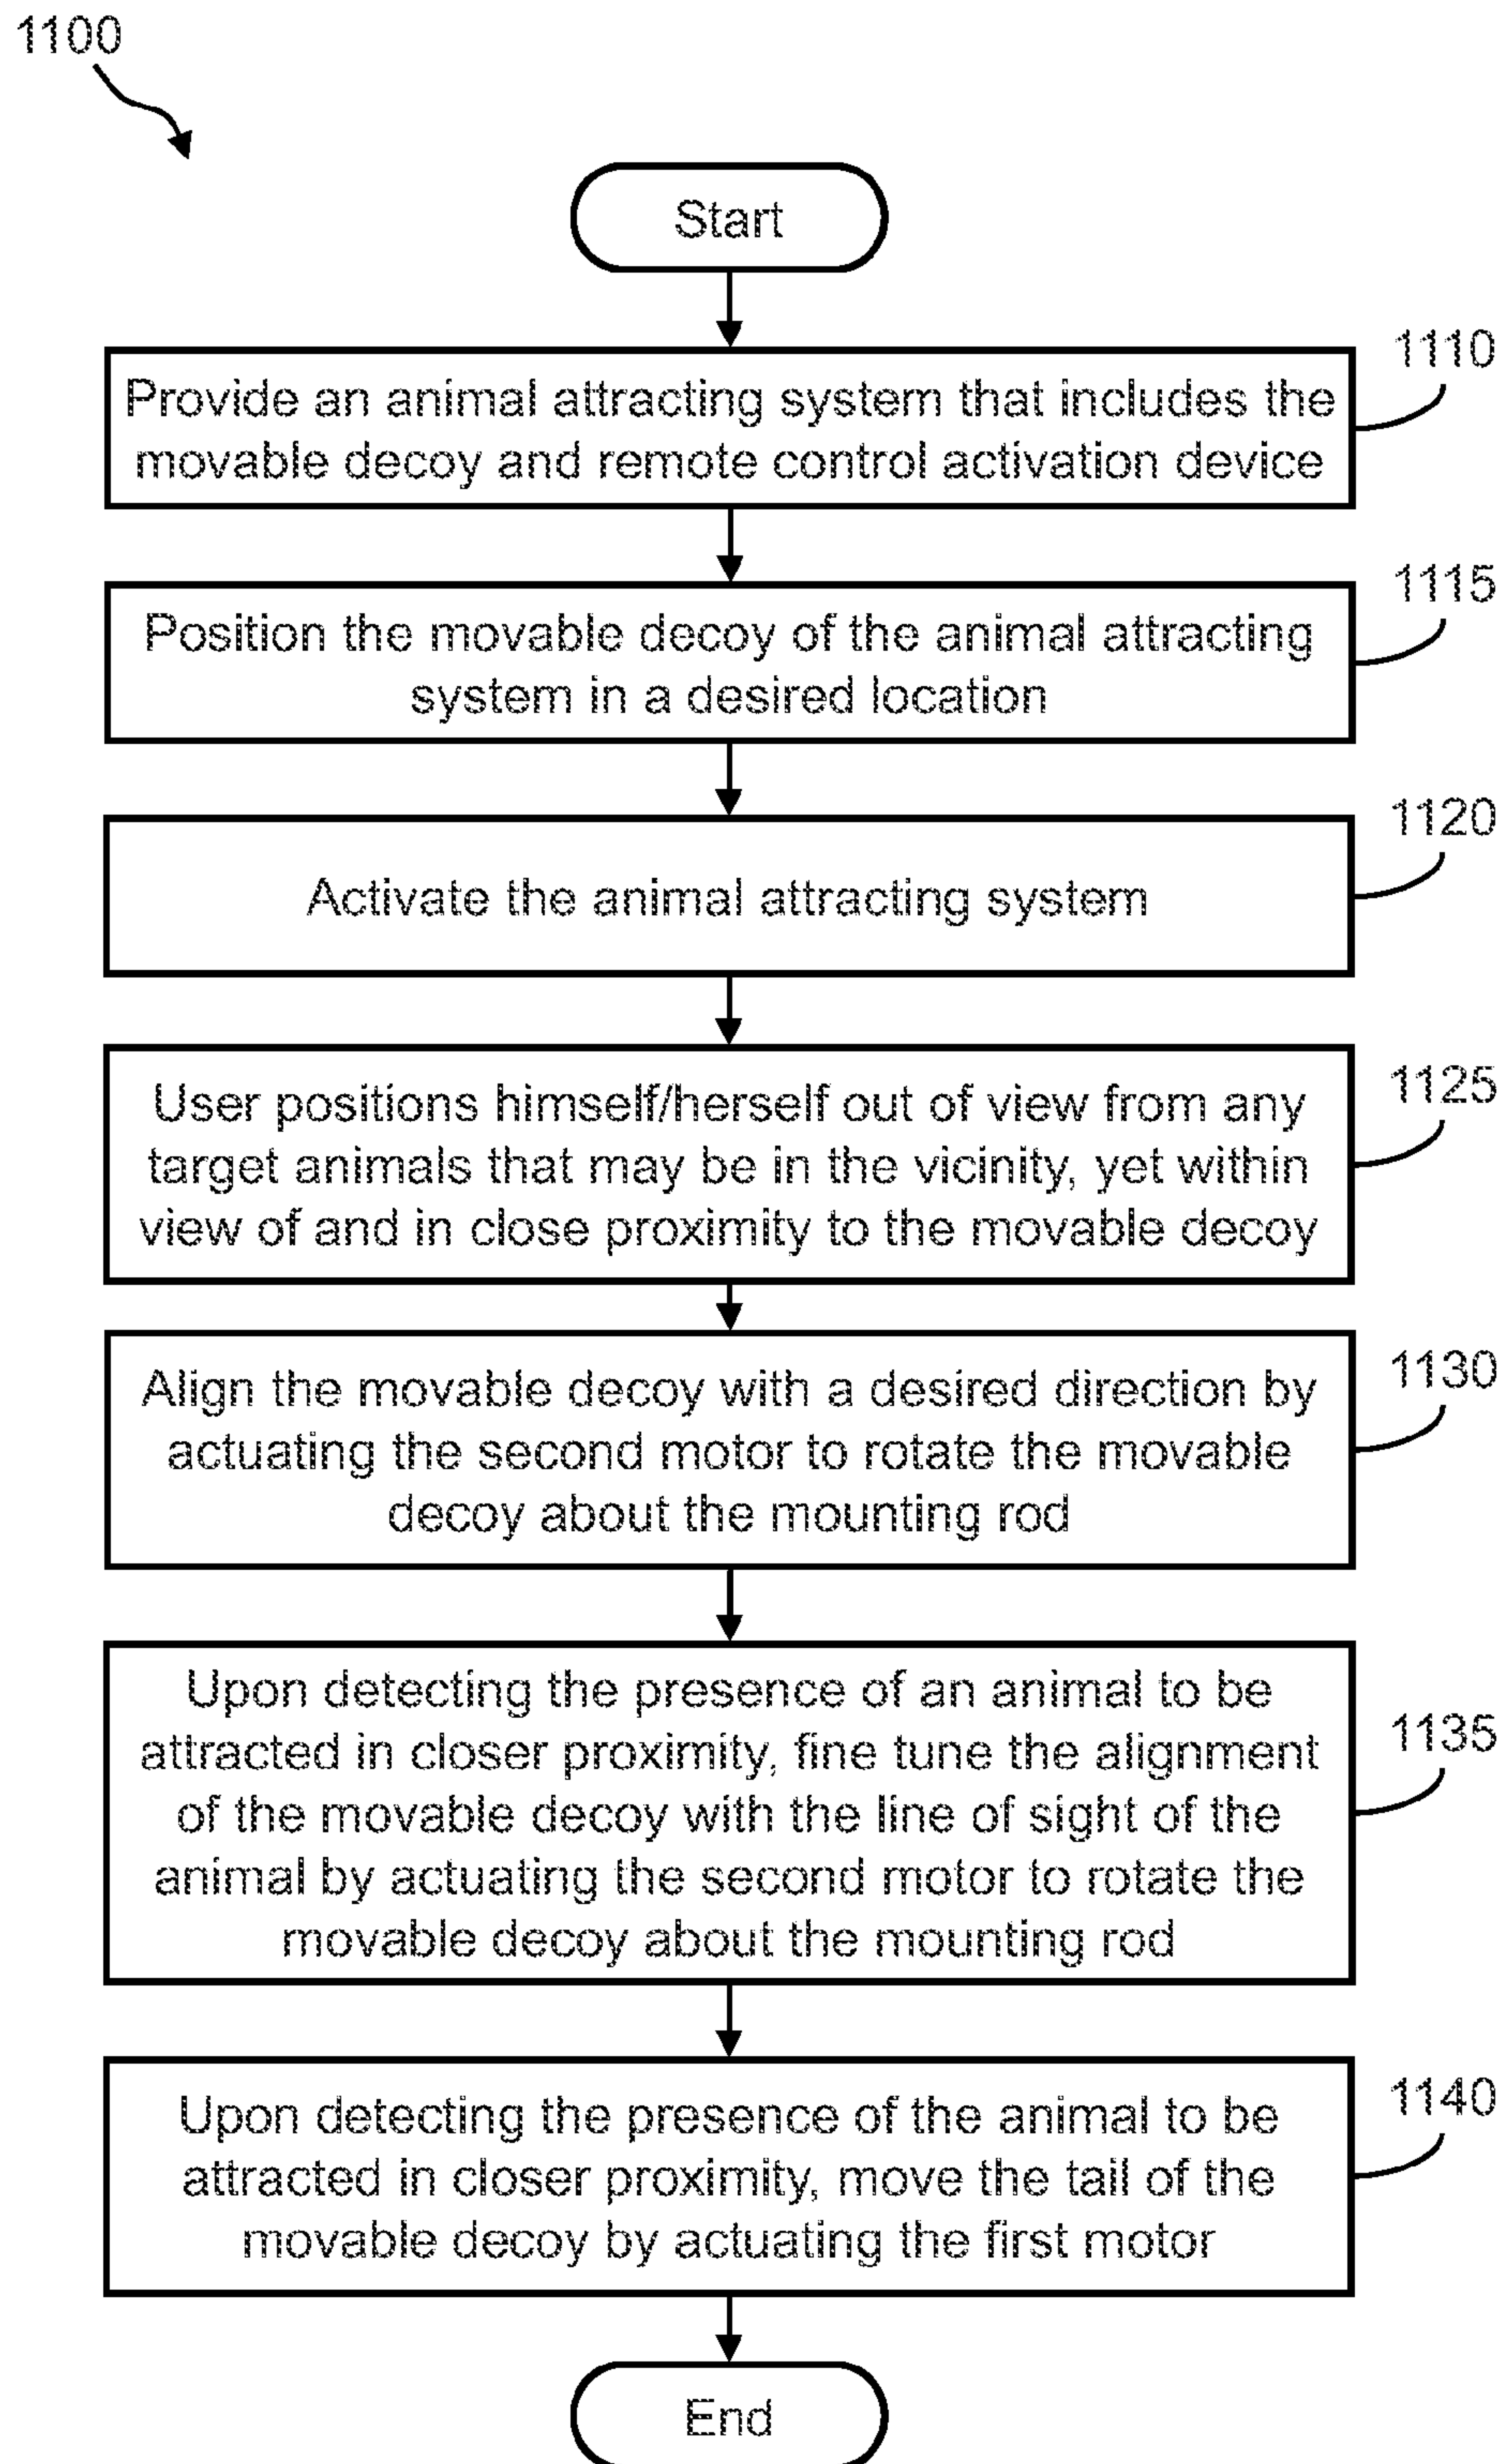 1100
Start
1110
Provide an animal attracting system that includes the
movable decoy and remote control activation device
1115
Position the movable decoy of the animal attracting
system in a desired location
1120
Activate the animal attracting system
1125
User positions himself/herself out of view from any
target animals that may be in the vicinity, yet within
view of and in close proximity to the movable decoy
1130
Align the movable decoy with a desired direction by
actuating the second motor to rotate the movable
decoy about the mounting rod
1135
Upon detecting the presence of an animal to be
attracted in closer proximity, fine tune the alignment
of the movable decoy with the line of sight of the
animal by actuating the second motor to rotate the
movable decoy about the mounting rod
1140
Upon detecting the presence of the animal to be
attracted in closer proximity, move the tail of the
movable decoy by actuating the first motor
End